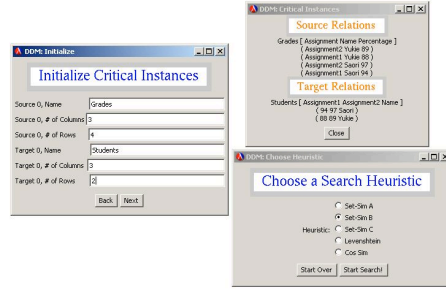 DDM: Initialize
Initialize Critical Instances
Source 0, Name Grades
Source 0, # of Columns 3
Source 0, # of Rows 4
Target 0, Name Students
Target 0, # of Columns 3
Target 0, # of Rows 2
Back Next
DDM: Critical Instances
Source Relations
Grades [ Assignment Name Percentage ]
( Assignment2 Yukie 89 )
( Assignment1 Yukie 88 )
( Assignment2 Saori 97 )
( Assignment1 Saori 94 )
Target Relations
Students [ Assignment1 Assignment2 Name ]
( 94 97 Saori )
( 88 89 Yukie )
Close
DDM: Choose Heuristic
Choose a Search Heuristic
Set-Sim A
Set-Sim B
Heuristic: Set-Sim C
Levenshtein
Cos Sim
Start Over Start Search!